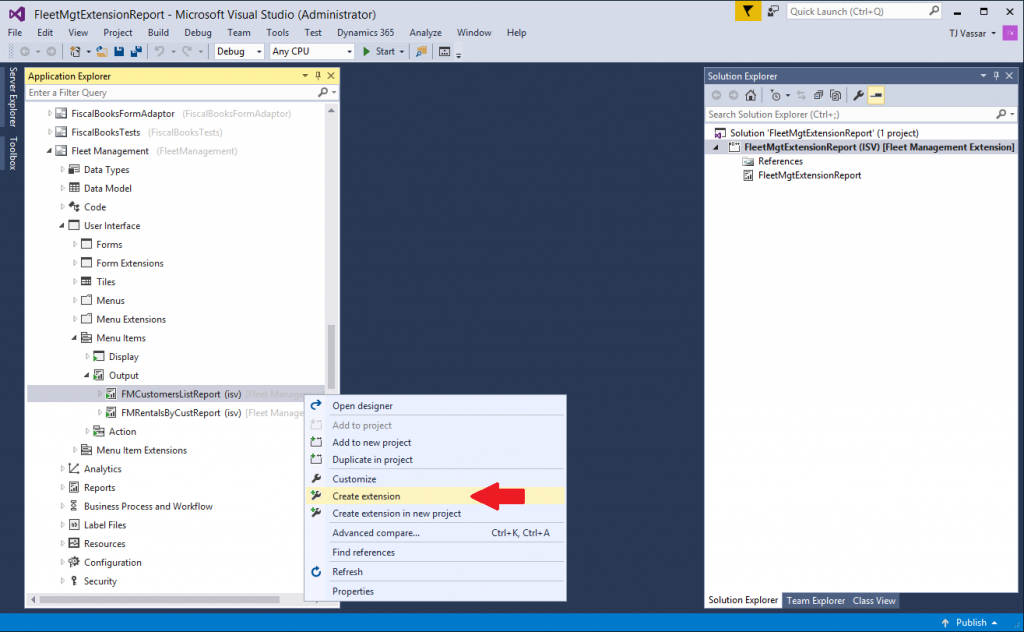 FleetMgtExtensionReport - Microsoft Visual Studio (Administrator)
Quick Launch (Ctrl+Q)
File Edit View Project Build Debug Team Tools Test Dynamics 365 Analyze Window Help
TJ Vassar
Debug Any CPU Start
Server Explorer
Toolbox
Application Explorer
Enter a Filter Query
FiscalBooksFormAdaptor (FiscalBooksFormAdaptor)
FiscalBooksTests (FiscalBooksTests)
Fleet Management (FleetManagement)
Data Types
Data Model
Code
User Interface
Forms
Form Extensions
Tiles
Menus
Menu Extensions
Menu Items
Display
Output
FMCustomersListReport (isv) [Fleet Manage
FMRentalsByCustReport (isv) [Fleet Manage
Action
Menu Item Extensions
Analytics
Reports
Business Process and Workflow
Label Files
Resources
Configuration
Security
Open designer
Add to project
Add to new project
Duplicate in project
Customize
Create extension
Create extension in new project
Advanced compare... Ctrl+K, Ctrl+A
Find references
Refresh
Properties
Solution Explorer
Search Solution Explorer (Ctrl+;)
Solution 'FleetMgtExtensionReport' (1 project)
FleetMgtExtensionReport (ISV) [Fleet Management Extension]
References
FleetMgtExtensionReport
Solution Explorer Team Explorer Class View
Publish